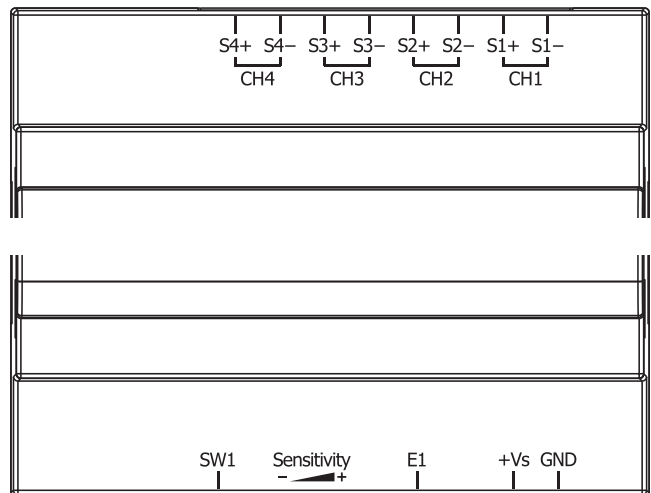 S4+ S4– S3+ S3– S2+ S2– S1+ S1–
CH4 CH3 CH2 CH1
SW1 Sensitivity E1 +Vs GND
– +